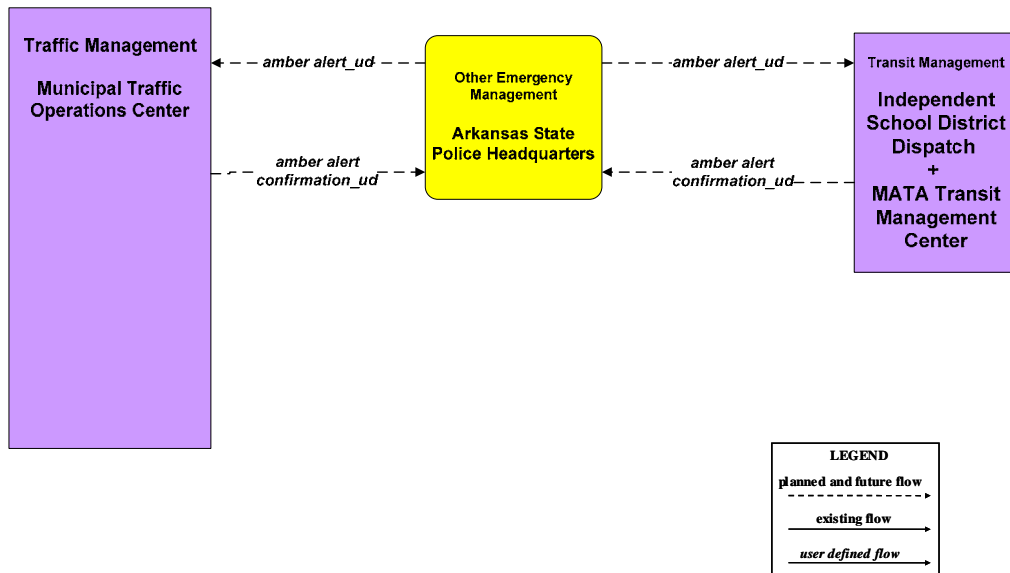 Traffic Management
Municipal Traffic
Operations Center
amber alert_ud
amber alert
confirmation_ud
Other Emergency
Management
Arkansas State
Police Headquarters
amber alert_ud
amber alert
confirmation_ud
Transit Management
Independent
School District
Dispatch
+
MATA Transit
Management
Center
LEGEND
planned and future flow
existing flow
user defined flow